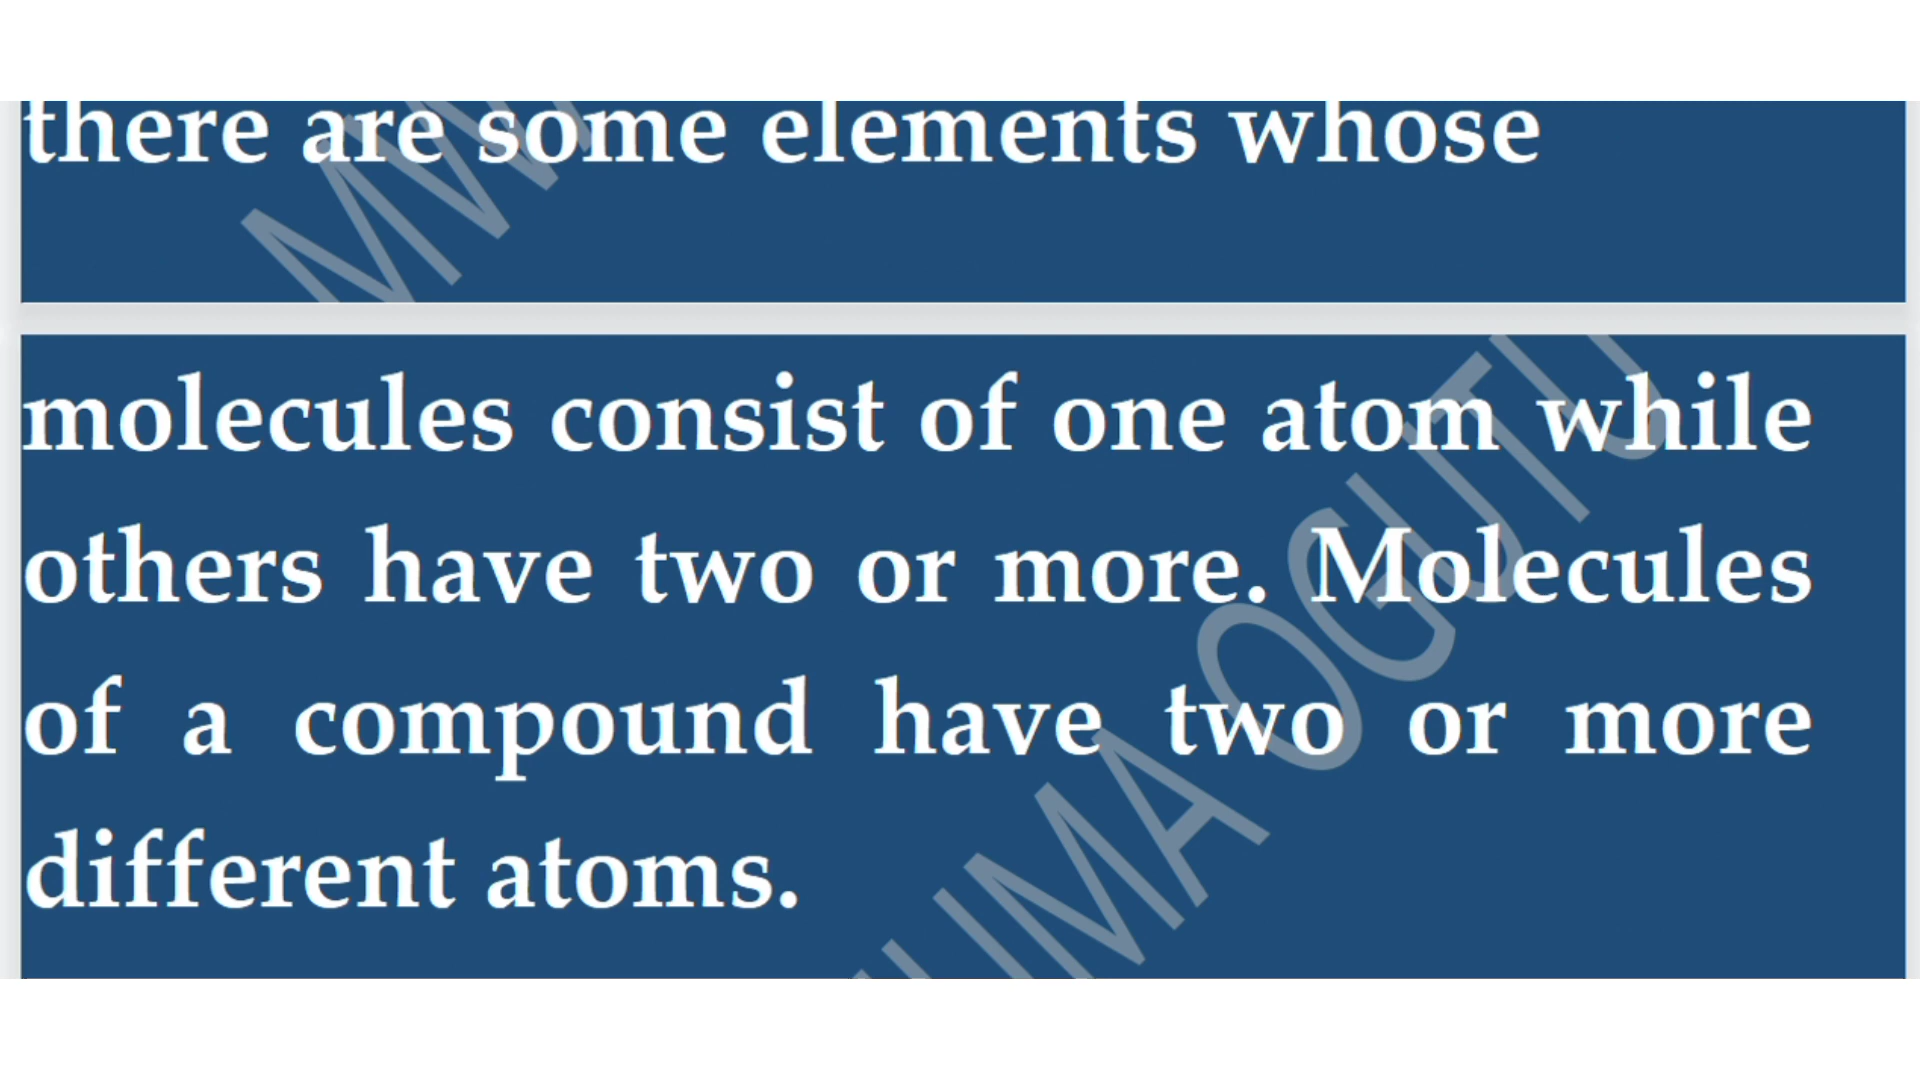 there are some elements whose
molecules consist of one atom while
others have two or more. Molecules
of a compound have two or more
different atoms.
OGUTU